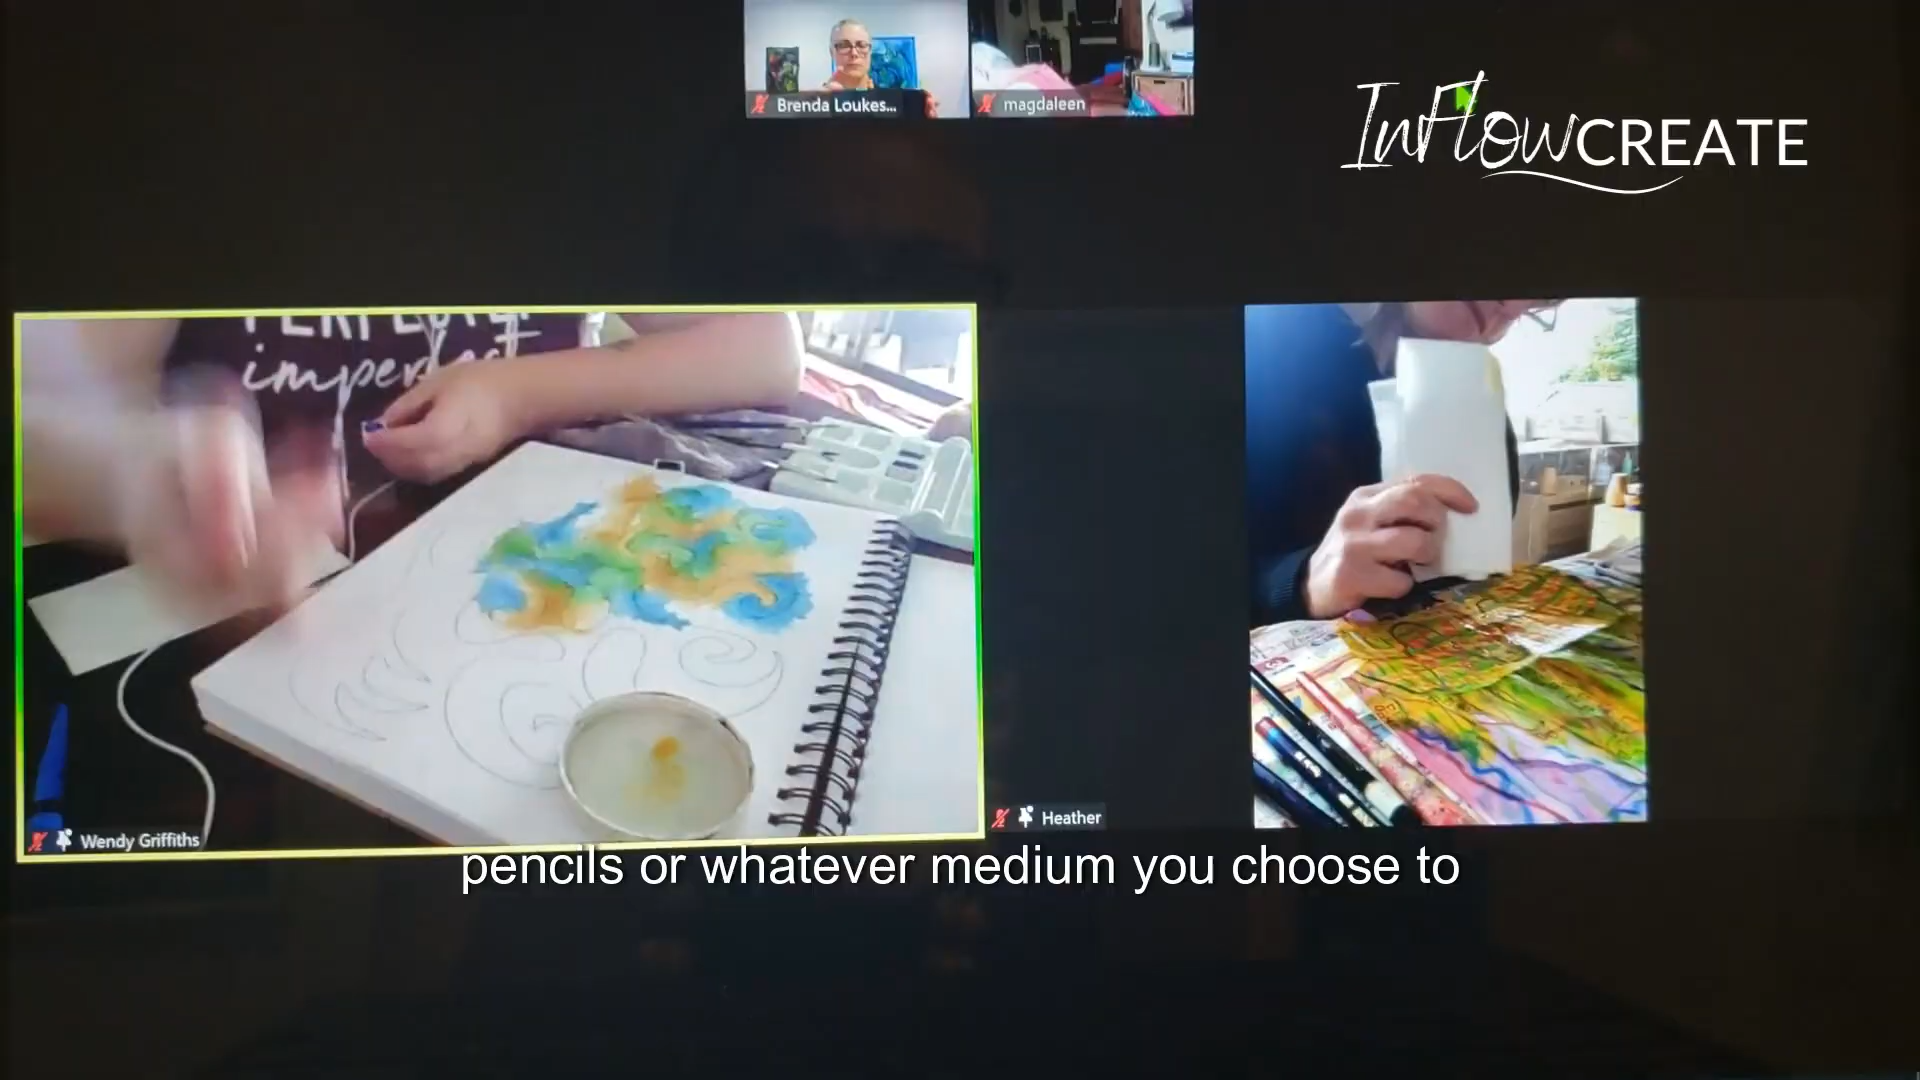 Brenda Loukes...
magdaleen
InFlowCREATE
imperfect
Wendy Griffiths
Heather
pencils or whatever medium you choose to